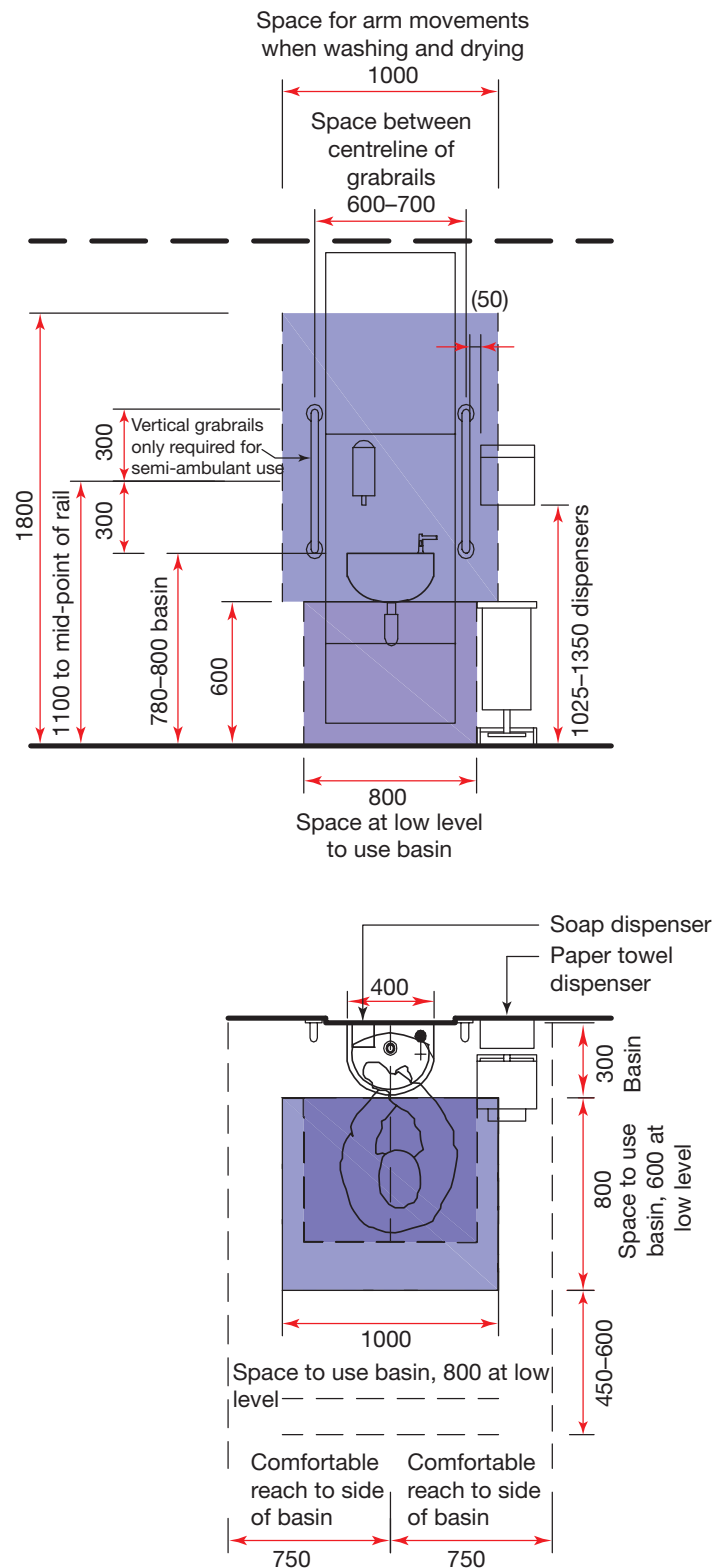 Space for arm movements
when washing and drying
1000
Space between
centreline of
grabrails
600–700
(50)
Vertical grabrails
only required for
semi-ambulant use
300
300
1800
1100 to mid-point of rail
780–800 basin
600
1025–1350 dispensers
800
Space at low level
to use basin
Soap dispenser
Paper towel
dispenser
400
300
Basin
800
Space to use
basin, 600 at
low level
1000
450–600
Space to use basin, 800 at low
level
Comfortable
reach to side
of basin
Comfortable
reach to side
of basin
750
750